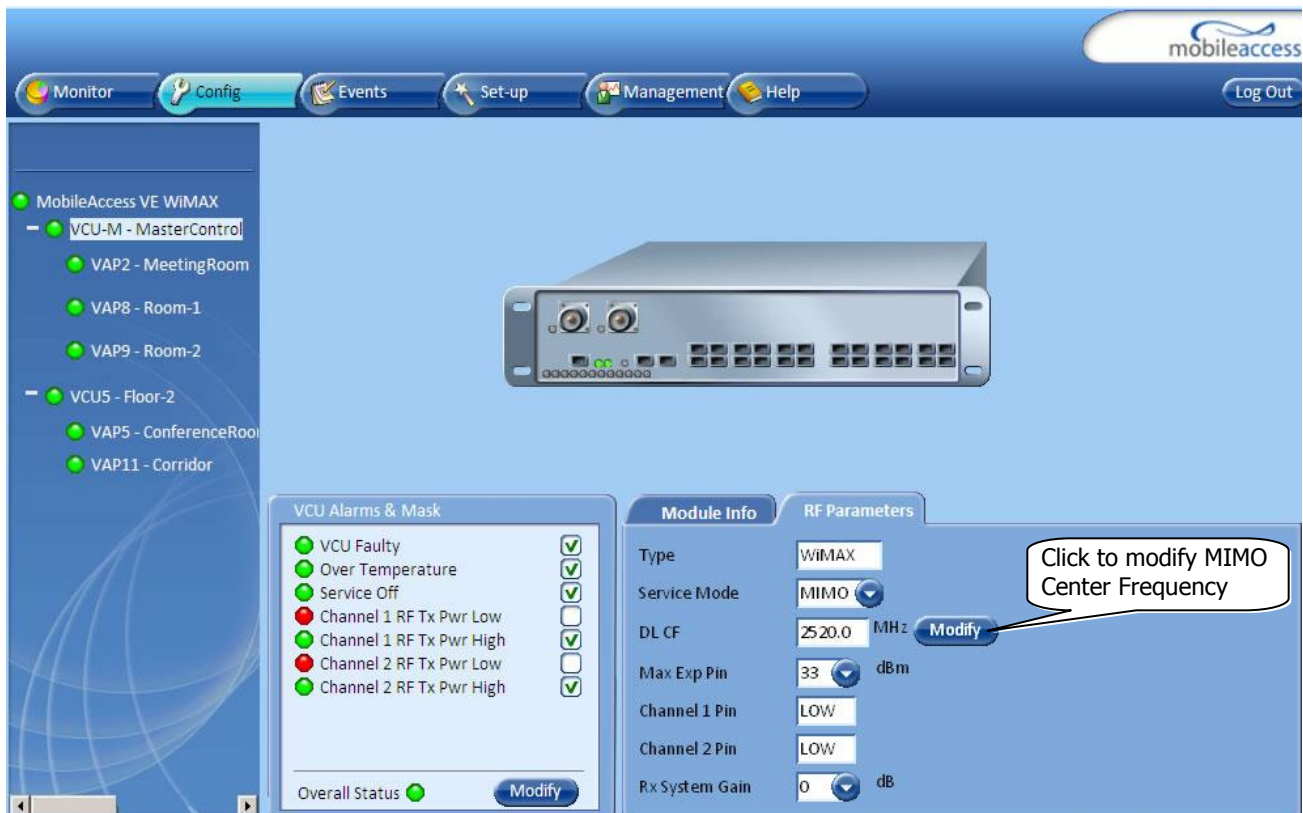 mobileaccess
Monitor
Config
Events
Set-up
Management
Help
Log Out
MobileAccess VE WiMAX
VCU-M - MasterControl
VAP2 - MeetingRoom
VAP8 - Room-1
VAP9 - Room-2
VCU5 - Floor-2
VAP5 - ConferenceRoo
VAP11 - Corridor
VCU Alarms & Mask
VCU Faulty
Over Temperature
Service Off
Channel 1 RF Tx Pwr Low
Channel 1 RF Tx Pwr High
Channel 2 RF Tx Pwr Low
Channel 2 RF Tx Pwr High
Overall Status
Modify
Module Info
RF Parameters
Type WiMAX
Service Mode MIMO
DL CF 2520.0 MHz Modify
Max Exp Pin 33 dBm
Channel 1 Pin LOW
Channel 2 Pin LOW
Rx System Gain 0 dB
Click to modify MIMO
Center Frequency